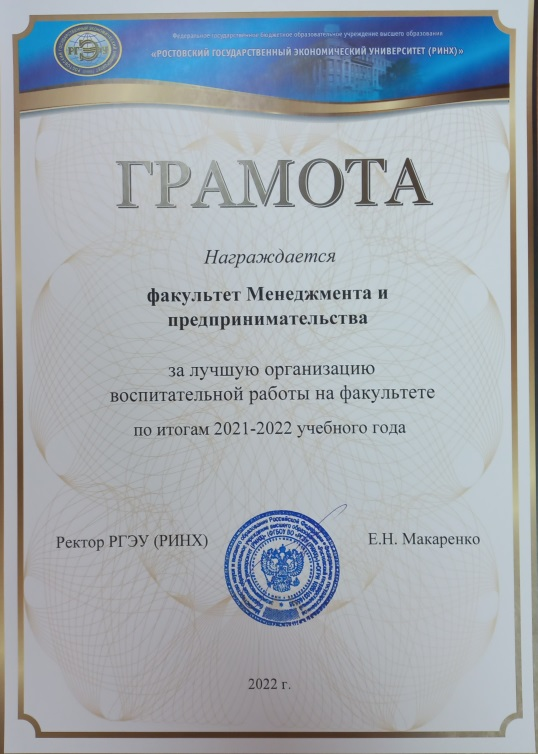 Федеральное государственное бюджетное образовательное учреждение высшего образования
«РОСТОВСКИЙ ГОСУДАРСТВЕННЫЙ ЭКОНОМИЧЕСКИЙ УНИВЕРСИТЕТ (РИНХ)»
ГРАМОТА
Награждается
факультет Менеджмента и
предпринимательства
за лучшую организацию
воспитательной работы на факультете
по итогам 2021-2022 учебного года
Ректор РГЭУ (РИНХ)
Е.Н. Макаренко
2022 г.